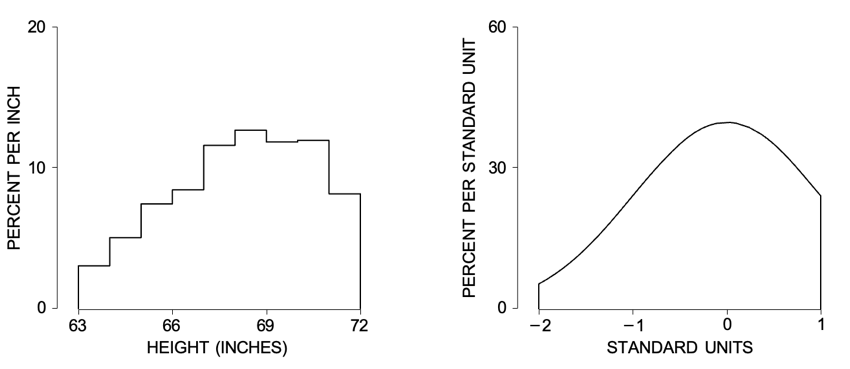 20
10
0
PERCENT PER INCH
63 66 69 72
HEIGHT (INCHES)
60
30
0
PERCENT PER STANDARD UNIT
−2 −1 0 1
STANDARD UNITS